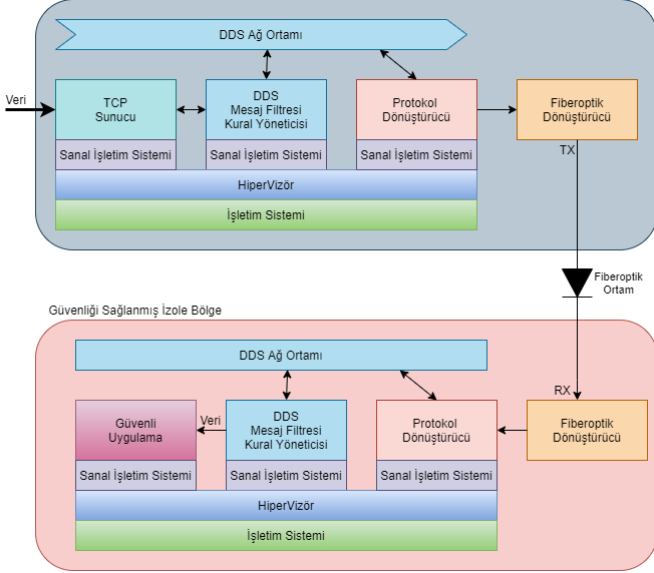 DDS Ağ Ortamı
Veri
TCP
Sunucu
DDS
Mesaj Filtresi
Kural Yöneticisi
Protokol
Dönüştürücü
Fiberoptik
Dönüştürücü
Sanal İşletim Sistemi
Sanal İşletim Sistemi
Sanal İşletim Sistemi
TX
HiperVizör
İşletim Sistemi
Fiberoptik
Ortam
Güvenliği Sağlanmış İzole Bölge
DDS Ağ Ortamı
RX
Güvenli
Uygulama
Veri
DDS
Mesaj Filtresi
Kural Yöneticisi
Protokol
Dönüştürücü
Fiberoptik
Dönüştürücü
Sanal İşletim Sistemi
Sanal İşletim Sistemi
Sanal İşletim Sistemi
HiperVizör
İşletim Sistemi